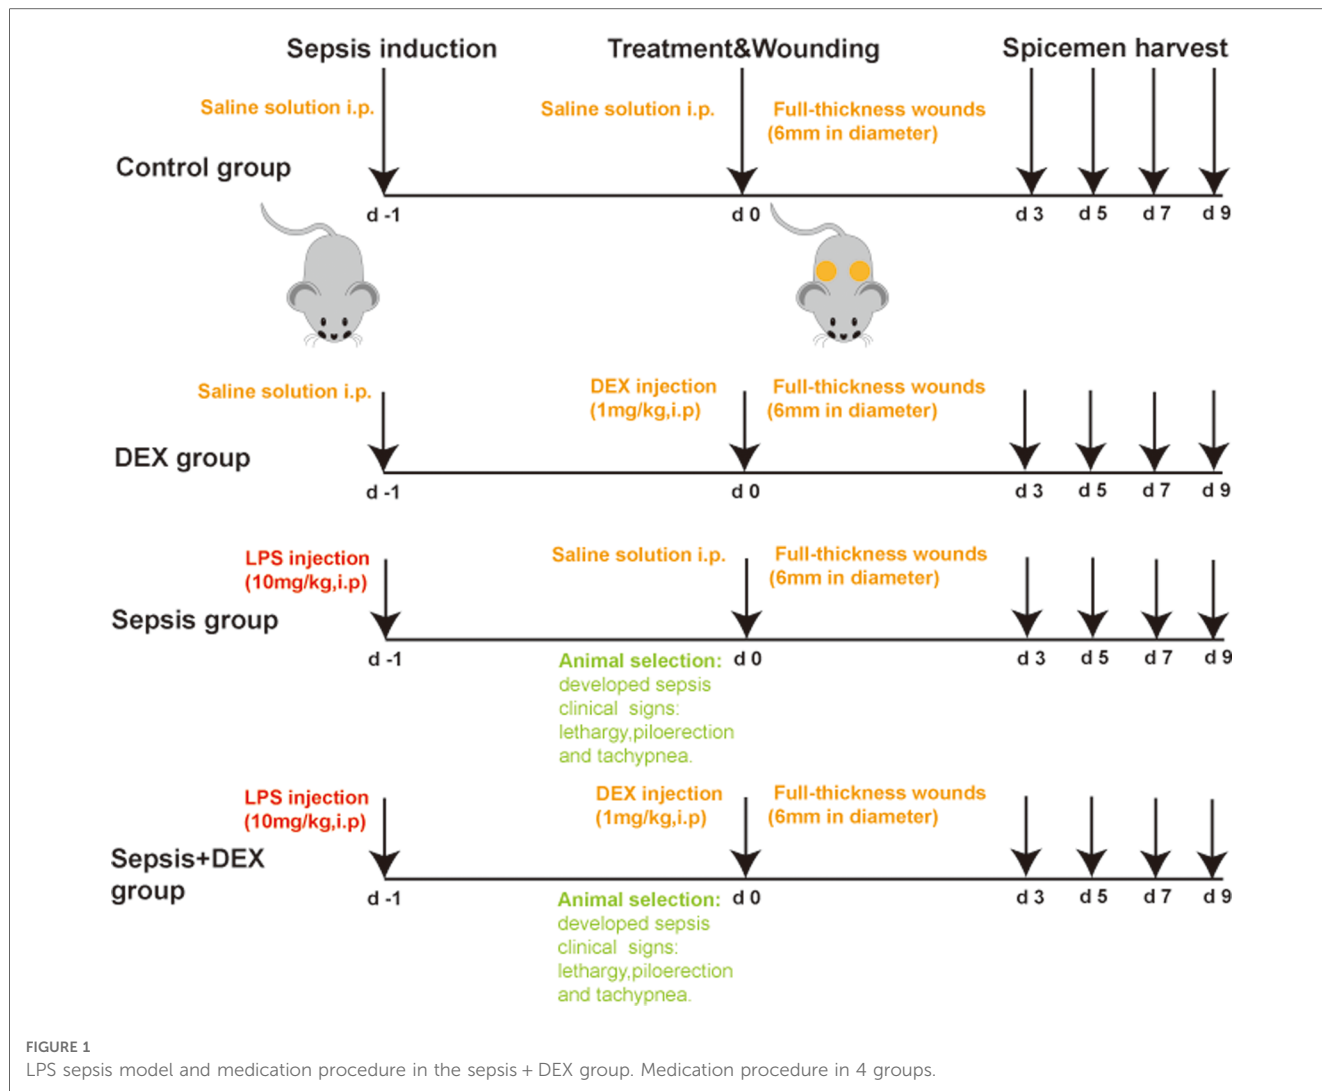 Sepsis induction
Treatment&Wounding
Spicemen harvest
Saline solution i.p.
Saline solution i.p.
Full-thickness wounds
(6mm in diameter)
Control group
d -1
d 0
d 3
d 5
d 7
d 9
Saline solution i.p.
DEX injection
(1mg/kg,i.p)
Full-thickness wounds
(6mm in diameter)
DEX group
d -1
d 0
d 3
d 5
d 7
d 9
LPS injection
(10mg/kg,i.p)
Saline solution i.p.
Full-thickness wounds
(6mm in diameter)
Sepsis group
d -1
d 0
d 3
d 5
d 7
d 9
Animal selection:
developed sepsis
clinical signs:
lethargy,piloerection
and tachypnea.
LPS injection
(10mg/kg,i.p)
DEX injection
(1mg/kg,i.p)
Full-thickness wounds
(6mm in diameter)
Sepsis+DEX
group
d -1
d 0
d 3
d 5
d 7
d 9
Animal selection:
developed sepsis
clinical signs:
lethargy,piloerection
and tachypnea.
FIGURE 1
LPS sepsis model and medication procedure in the sepsis + DEX group. Medication procedure in 4 groups.